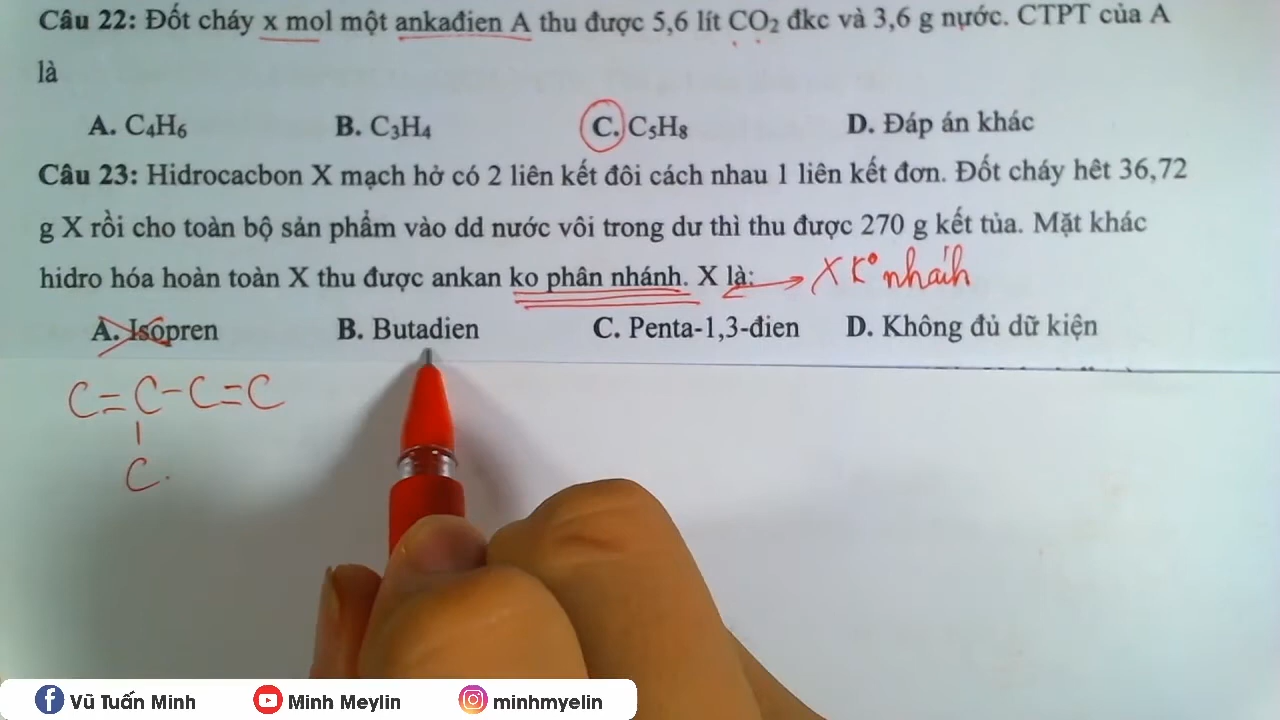 Câu 22: Đốt cháy x mol một ankađien A thu được 5,6 lít CO₂ đkc và 3,6 g nước. CTPT của A
là
A. C₄H₆ B. C₃H₄ C. C₅H₈ D. Đáp án khác
Câu 23: Hidrocacbon X mạch hở có 2 liên kết đôi cách nhau 1 liên kết đơn. Đốt cháy hêt 36,72
g X rồi cho toàn bộ sản phẩm vào dd nước vôi trong dư thì thu được 270 g kết tủa. Mặt khác
hidro hóa hoàn toàn X thu được ankan ko phân nhánh. X là: → X k° nhánh
A. Isopren B. Butadien C. Penta-1,3-đien D. Không đủ dữ kiện
C=C-C=C
C
Vũ Tuấn Minh Minh Meylin minhmyelin